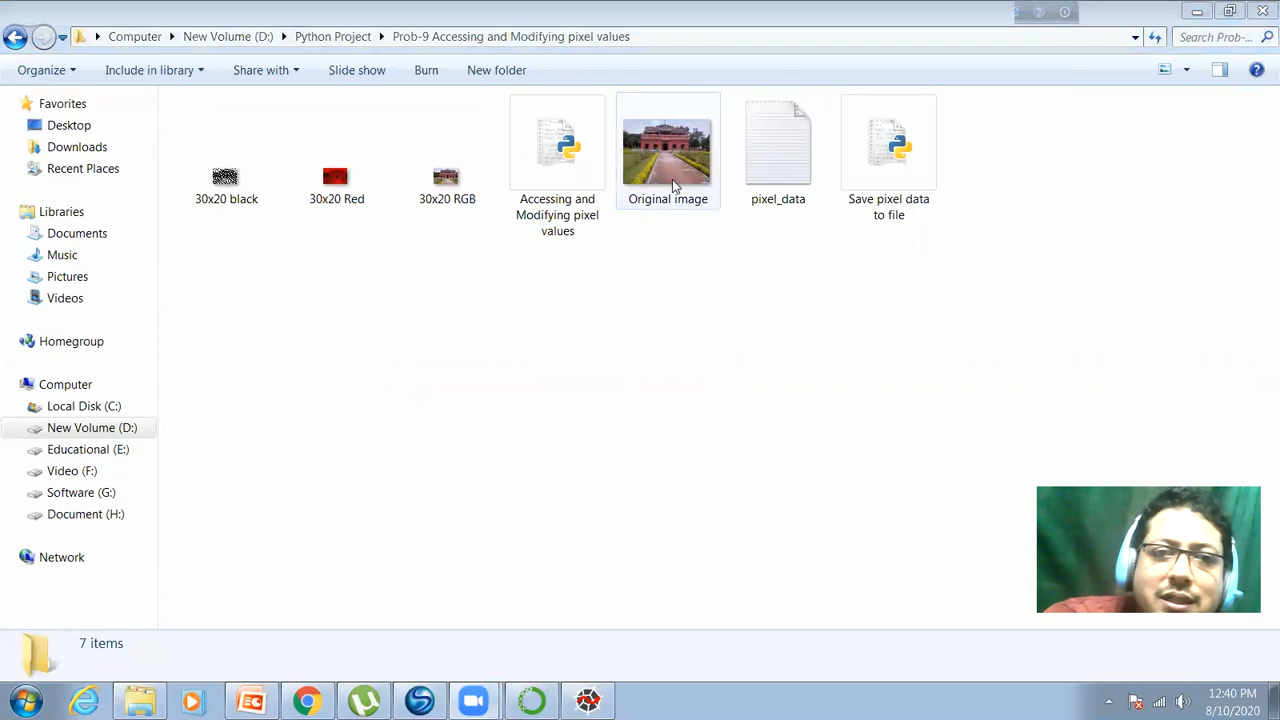 Computer New Volume (D:) Python Project Prob-9 Accessing and Modifying pixel values
Search Prob-...
Organize Include in library Share with Slide show Burn New folder
Favorites
Desktop
Downloads
Recent Places
Libraries
Documents
Music
Pictures
Videos
Homegroup
Computer
Local Disk (C:)
New Volume (D:)
Educational (E:)
Video (F:)
Software (G:)
Document (H:)
Network
30x20 black
30x20 Red
30x20 RGB
Accessing and
Modifying pixel
values
Original image
pixel_data
Save pixel data
to file
7 items
12:40 PM
8/10/2020